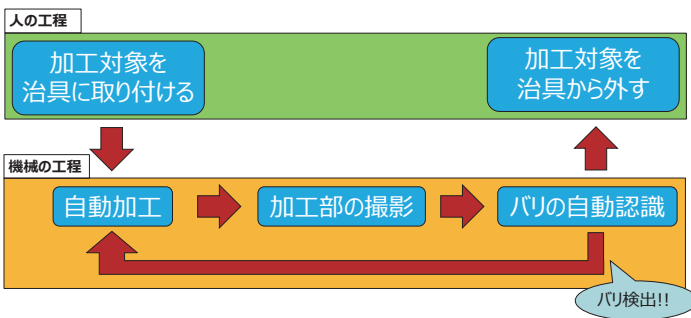 人の工程
加工対象を
治具に取り付ける
加工対象を
治具から外す
機械の工程
自動加工
加工部の撮影
バリの自動認識
バリ検出!!